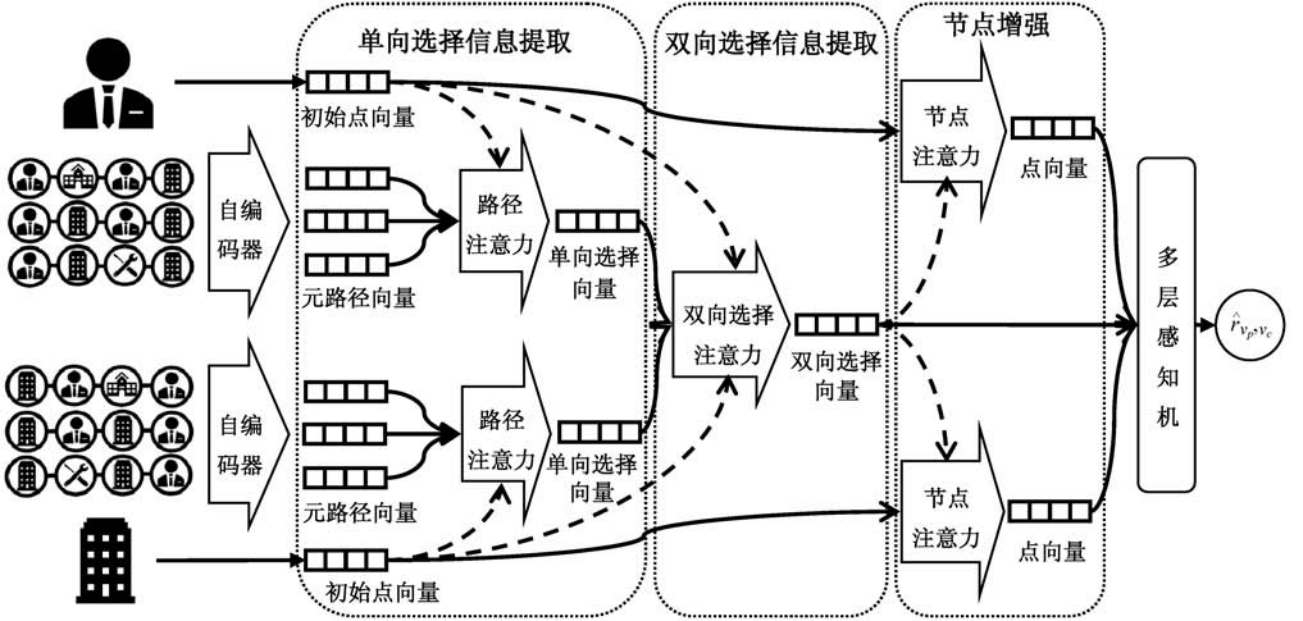 单向选择信息提取
双向选择信息提取
节点增强
初始点向量
自编
码器
元路径向量
路径
注意力
单向选择
向量
自编
码器
元路径向量
路径
注意力
单向选择
向量
初始点向量
双向选择
注意力
双向选择
向量
节点
注意力
点向量
节点
注意力
点向量
多
层
感
知
机
r̂_{v_p,v_c}